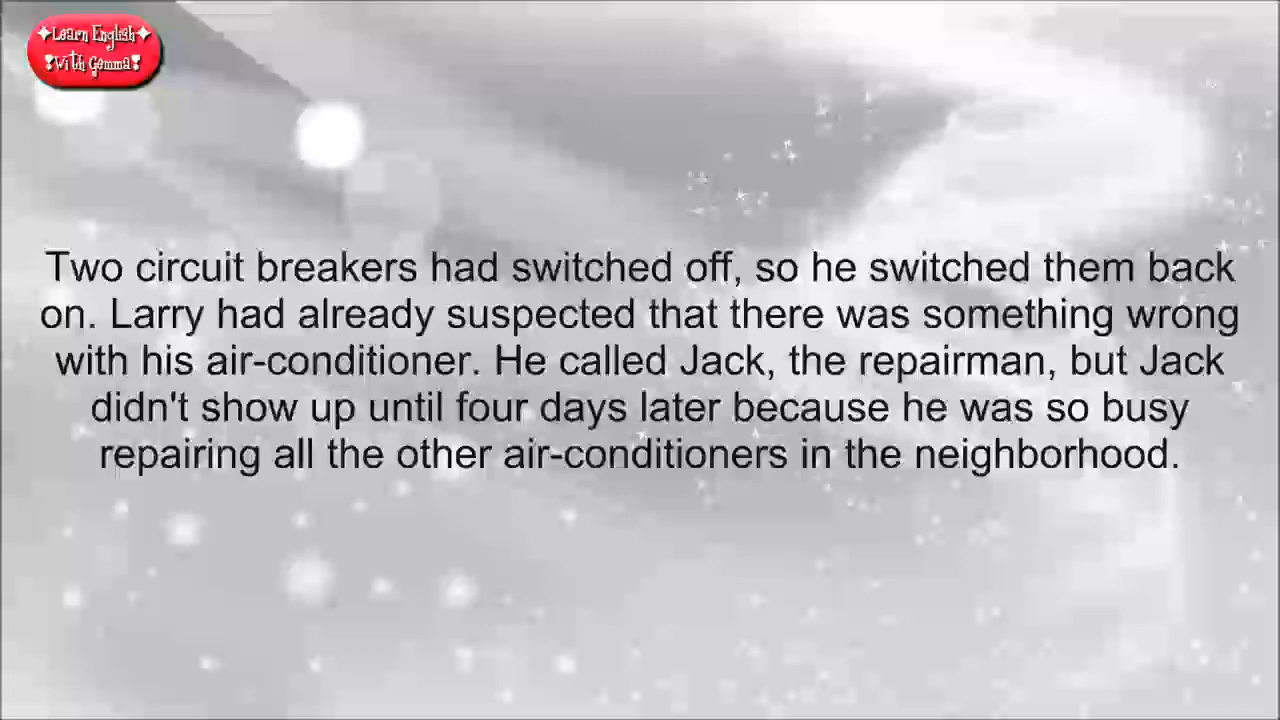 ✦Learn English✦
❣With Gemma❣
Two circuit breakers had switched off, so he switched them back
on. Larry had already suspected that there was something wrong
with his air-conditioner. He called Jack, the repairman, but Jack
didn't show up until four days later because he was so busy
repairing all the other air-conditioners in the neighborhood.